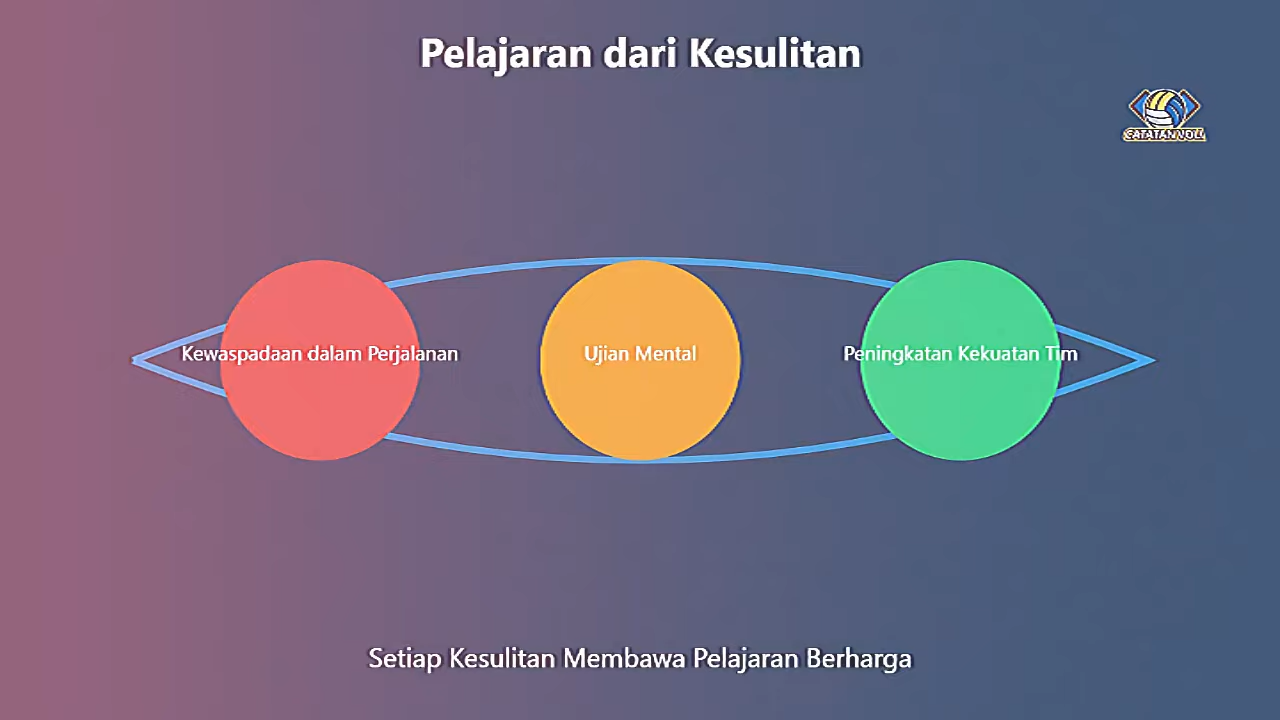 Pelajaran dari Kesulitan
CATATAN VOLI
Kewaspadaan dalam Perjalanan
Ujian Mental
Peningkatan Kekuatan Tim
Setiap Kesulitan Membawa Pelajaran Berharga